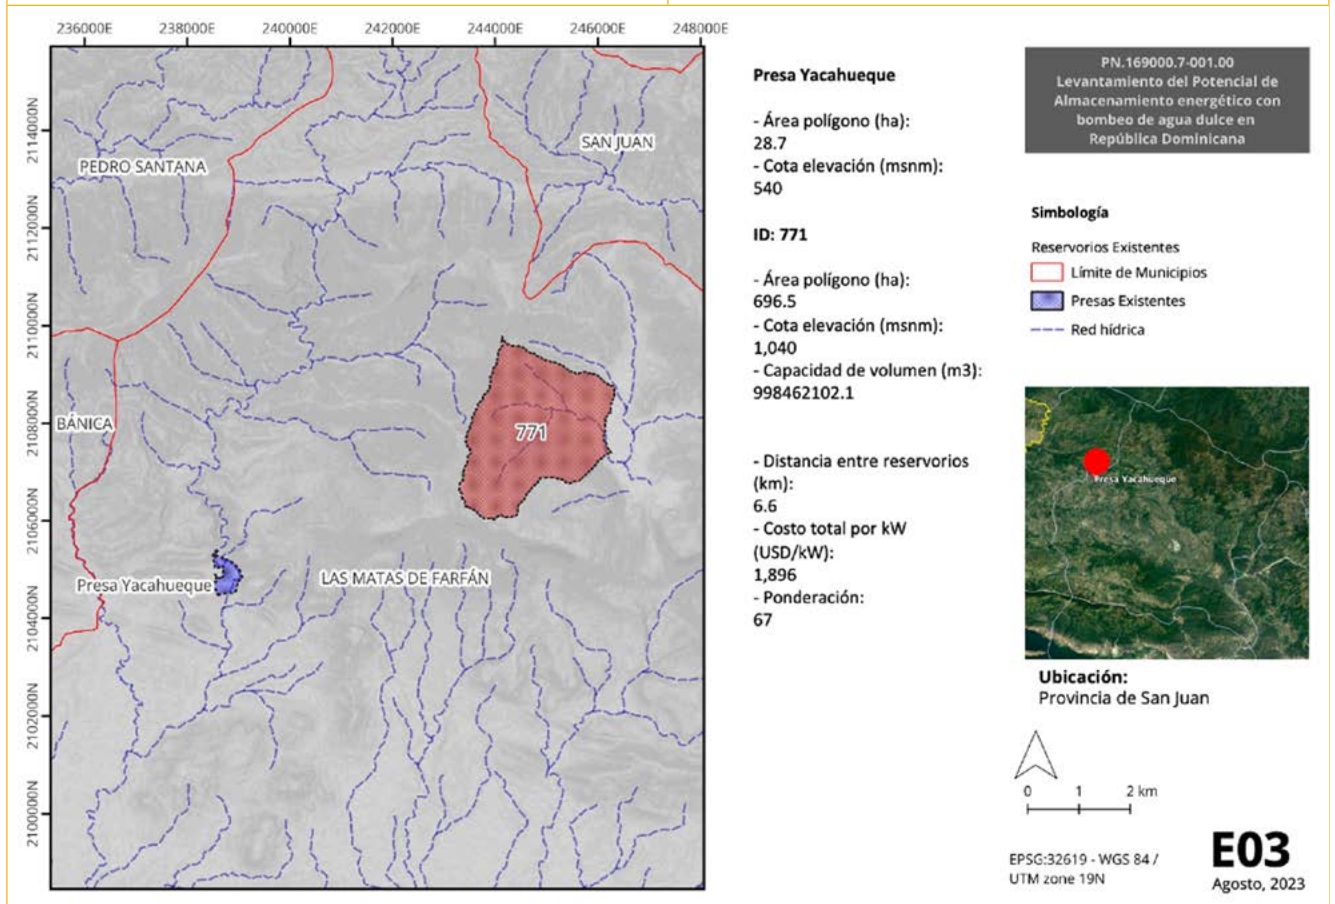 236000E 238000E 240000E 242000E 244000E 246000E 248000E
2114000N
2112000N
2110000N
2108000N
2106000N
2104000N
2102000N
2100000N
PEDRO SANTANA
SAN JUAN
BÁNICA
771
Presa Yacahueque
LAS MATAS DE FARFÁN
Presa Yacahueque
- Área polígono (ha):
28.7
- Cota elevación (msnm):
540
ID: 771
- Área polígono (ha):
696.5
- Cota elevación (msnm):
1,040
- Capacidad de volumen (m3):
998462102.1
- Distancia entre reservorios
(km):
6.6
- Costo total por kW
(USD/kW):
1,896
- Ponderación:
67
PN.169000.7-001.00
Levantamiento del Potencial de
Almacenamiento energético con
bombeo de agua dulce en
República Dominicana
Simbología
Reservorios Existentes
Límite de Municipios
Presas Existentes
Red hídrica
Presa Yacahueque
Ubicación:
Provincia de San Juan
0 1 2 km
EPSG:32619 - WGS 84 /
UTM zone 19N
E03
Agosto, 2023